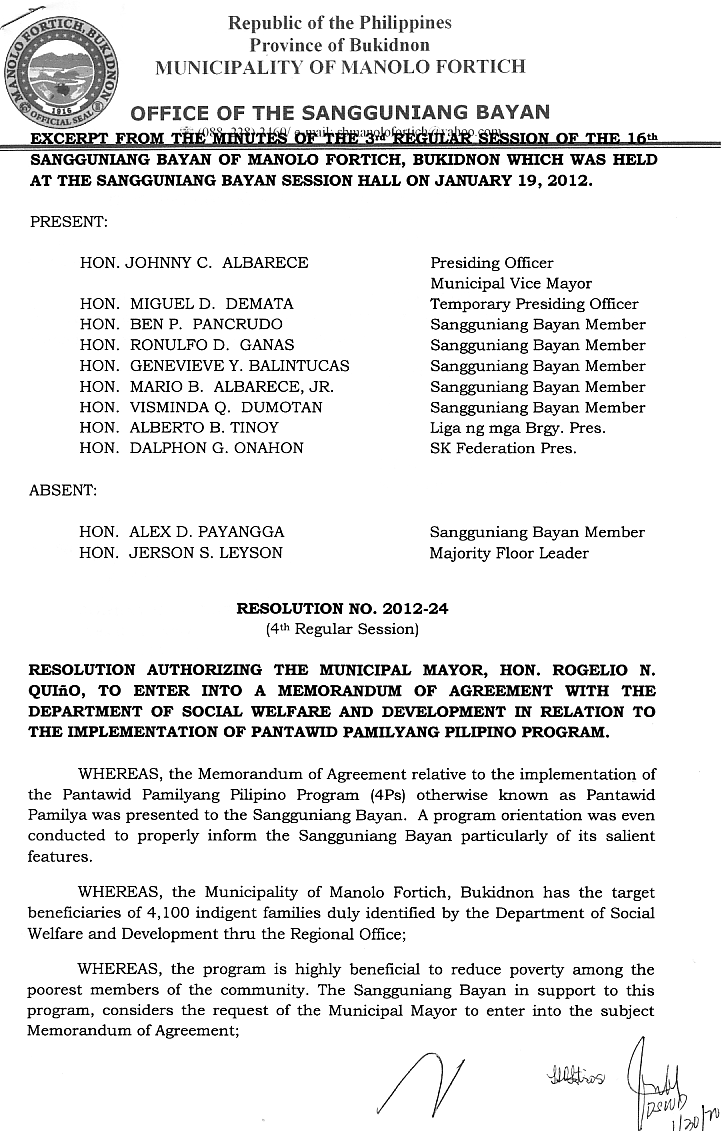 Republic of the Philippines
Province of Bukidnon
MUNICIPALITY OF MANOLO FORTICH
MANOLO FORTICH, BUKIDNON
1916
OFFICIAL SEAL
OFFICE OF THE SANGGUNIANG BAYAN
EXCERPT FROM THE MINUTES OF THE 3rd REGULAR SESSION OF THE 16th
SANGGUNIANG BAYAN OF MANOLO FORTICH, BUKIDNON WHICH WAS HELD
AT THE SANGGUNIANG BAYAN SESSION HALL ON JANUARY 19, 2012.
PRESENT:
HON. JOHNNY C. ALBARECE Presiding Officer
Municipal Vice Mayor
HON. MIGUEL D. DEMATA Temporary Presiding Officer
HON. BEN P. PANCRUDO Sangguniang Bayan Member
HON. RONULFO D. GANAS Sangguniang Bayan Member
HON. GENEVIEVE Y. BALINTUCAS Sangguniang Bayan Member
HON. MARIO B. ALBARECE, JR. Sangguniang Bayan Member
HON. VISMINDA Q. DUMOTAN Sangguniang Bayan Member
HON. ALBERTO B. TINOY Liga ng mga Brgy. Pres.
HON. DALPHON G. ONAHON SK Federation Pres.
ABSENT:
HON. ALEX D. PAYANGGA Sangguniang Bayan Member
HON. JERSON S. LEYSON Majority Floor Leader
RESOLUTION NO. 2012-24
(4th Regular Session)
RESOLUTION AUTHORIZING THE MUNICIPAL MAYOR, HON. ROGELIO N.
QUIñO, TO ENTER INTO A MEMORANDUM OF AGREEMENT WITH THE
DEPARTMENT OF SOCIAL WELFARE AND DEVELOPMENT IN RELATION TO
THE IMPLEMENTATION OF PANTAWID PAMILYANG PILIPINO PROGRAM.
WHEREAS, the Memorandum of Agreement relative to the implementation of
the Pantawid Pamilyang Pilipino Program (4Ps) otherwise known as Pantawid
Pamilya was presented to the Sangguniang Bayan. A program orientation was even
conducted to properly inform the Sangguniang Bayan particularly of its salient
features.
WHEREAS, the Municipality of Manolo Fortich, Bukidnon has the target
beneficiaries of 4,100 indigent families duly identified by the Department of Social
Welfare and Development thru the Regional Office;
WHEREAS, the program is highly beneficial to reduce poverty among the
poorest members of the community. The Sangguniang Bayan in support to this
program, considers the request of the Municipal Mayor to enter into the subject
Memorandum of Agreement;
DSWD